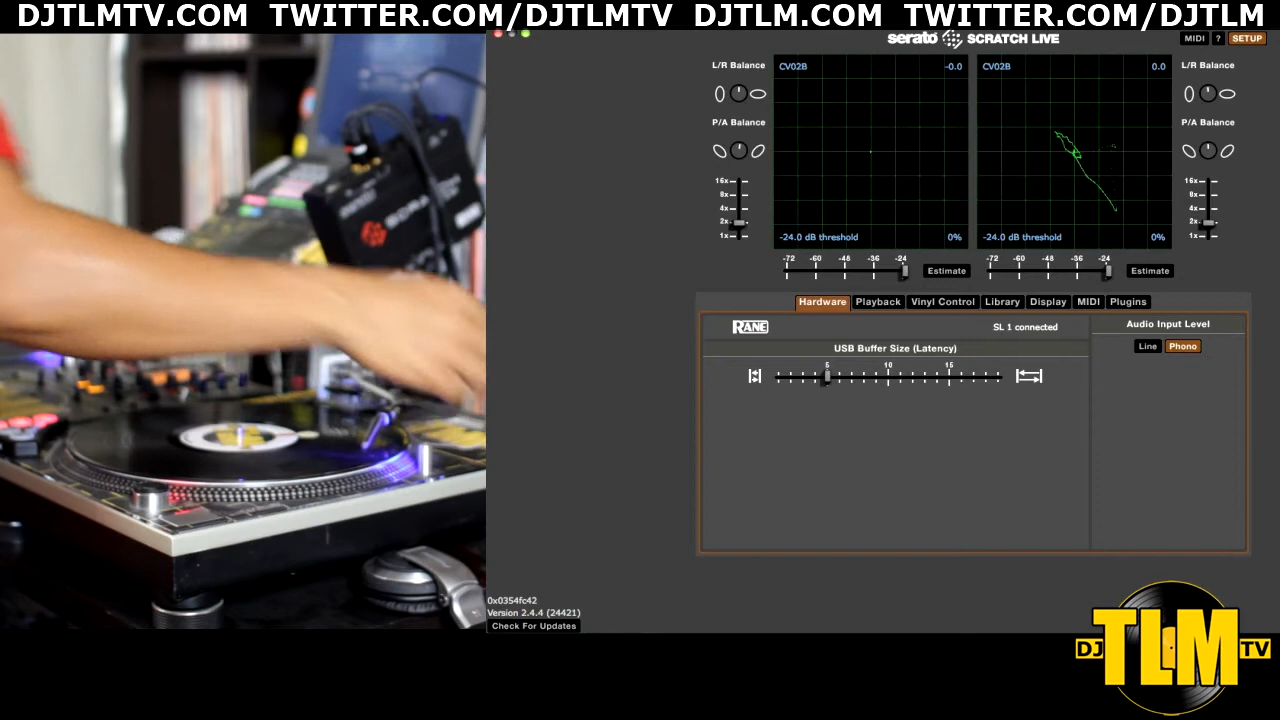 DJTLMTV.COM TWITTER.COM/DJTLMTV DJTLM.COM TWITTER.COM/DJTLM
serato SCRATCH LIVE
MIDI ? SETUP
L/R Balance
CV02B -0.0
CV02B 0.0
L/R Balance
P/A Balance
P/A Balance
16x
8x
4x
2x
1x
16x
8x
4x
2x
1x
-24.0 dB threshold 0%
-24.0 dB threshold 0%
-72 -60 -48 -36 -24
Estimate
-72 -60 -48 -36 -24
Estimate
Hardware Playback Vinyl Control Library Display MIDI Plugins
RANE SL 1 connected
Audio Input Level
Line Phono
USB Buffer Size (Latency)
5 10 15
0x0354fc42
Version 2.4.4 (24421)
Check For Updates
DJ TLM TV